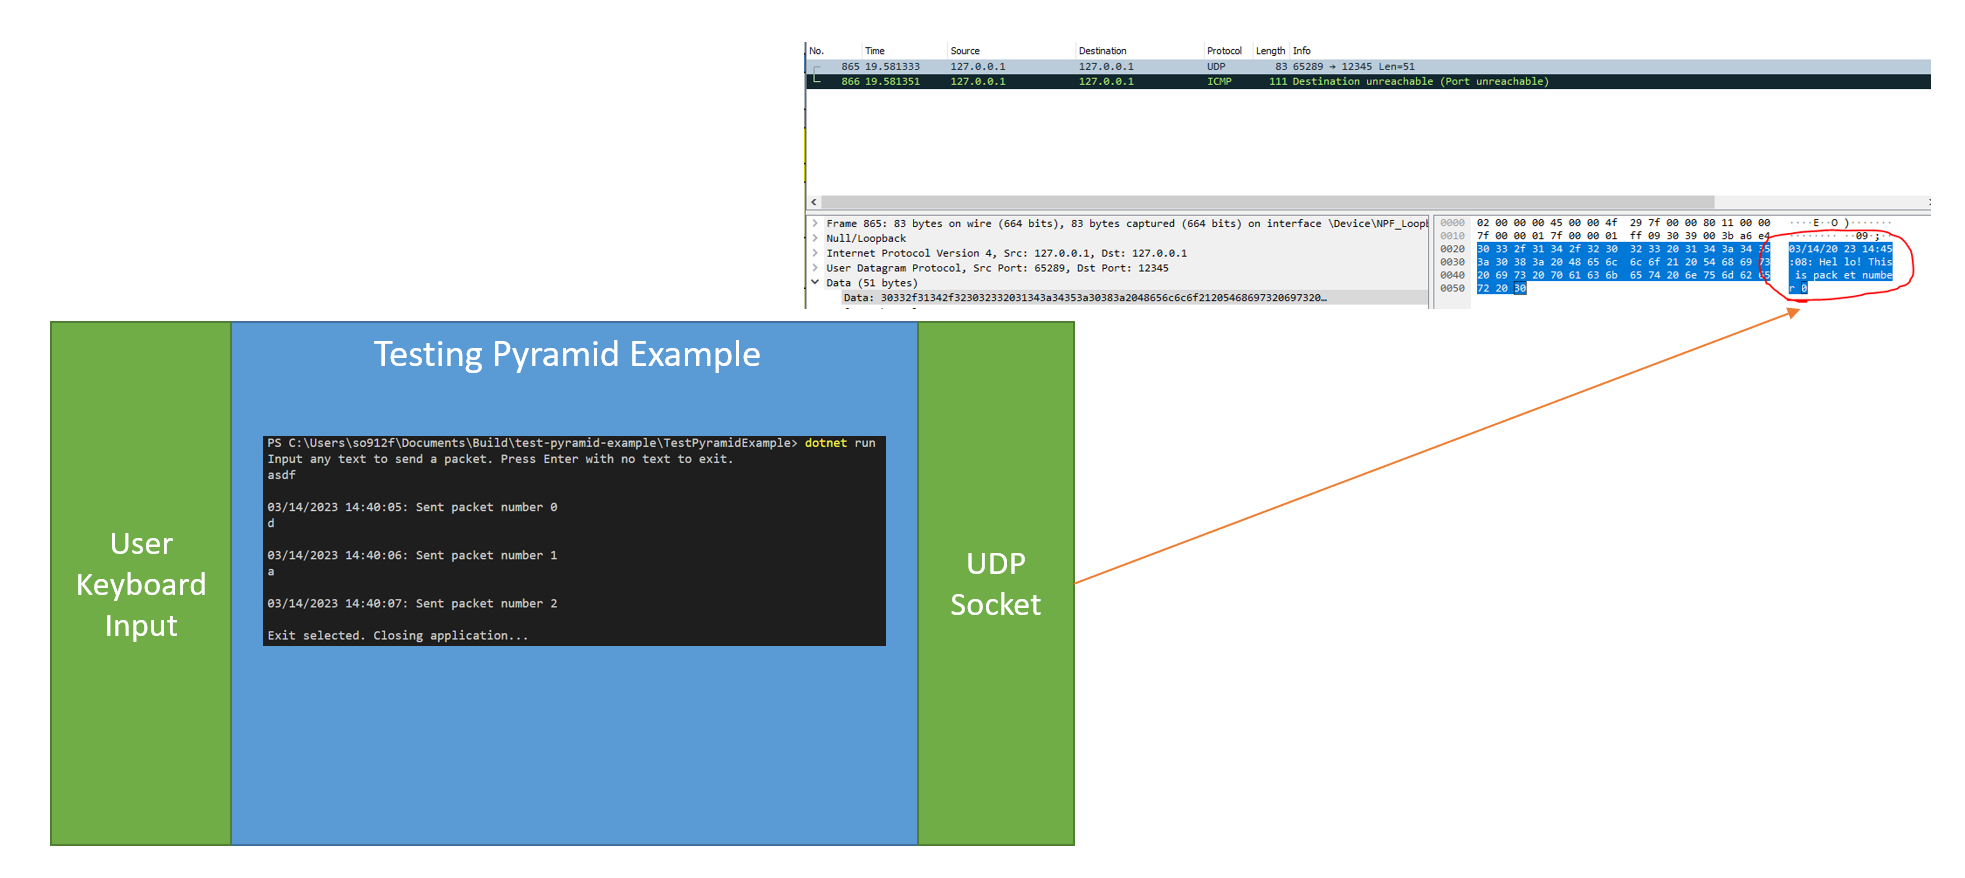 No. Time Source Destination Protocol Length Info
865 19.581333 127.0.0.1 127.0.0.1 UDP 83 65289 → 12345 Len=51
866 19.581351 127.0.0.1 127.0.0.1 ICMP 111 Destination unreachable (Port unreachable)
> Frame 865: 83 bytes on wire (664 bits), 83 bytes captured (664 bits) on interface \Device\NPF_Loop
> Null/Loopback
> Internet Protocol Version 4, Src: 127.0.0.1, Dst: 127.0.0.1
> User Datagram Protocol, Src Port: 65289, Dst Port: 12345
Data (51 bytes)
Data: 30332f31342f323032332031343a34353a30383a2048656c6c6f21205468697320697320…
0000 02 00 00 00 45 00 00 4f 29 7f 00 00 80 11 00 00 ····E··O )·······
0010 7f 00 00 01 7f 00 00 01 ff 09 30 39 00 3b a6 e4 ········ ··09·;··
0020 30 33 2f 31 34 2f 32 30 32 33 20 31 34 3a 34 35 03/14/20 23 14:45
0030 3a 30 38 3a 20 48 65 6c 6c 6f 21 20 54 68 69 73 :08: Hel lo! This
0040 20 69 73 20 70 61 63 6b 65 74 20 6e 75 6d 62 65 is pack et numbe
0050 72 20 30 r 0
Testing Pyramid Example
PS C:\Users\so912f\Documents\Build\test-pyramid-example\TestPyramidExample> dotnet run
Input any text to send a packet. Press Enter with no text to exit.
asdf
03/14/2023 14:40:05: Sent packet number 0
d
03/14/2023 14:40:06: Sent packet number 1
a
03/14/2023 14:40:07: Sent packet number 2
Exit selected. Closing application...
User
Keyboard
Input
UDP
Socket